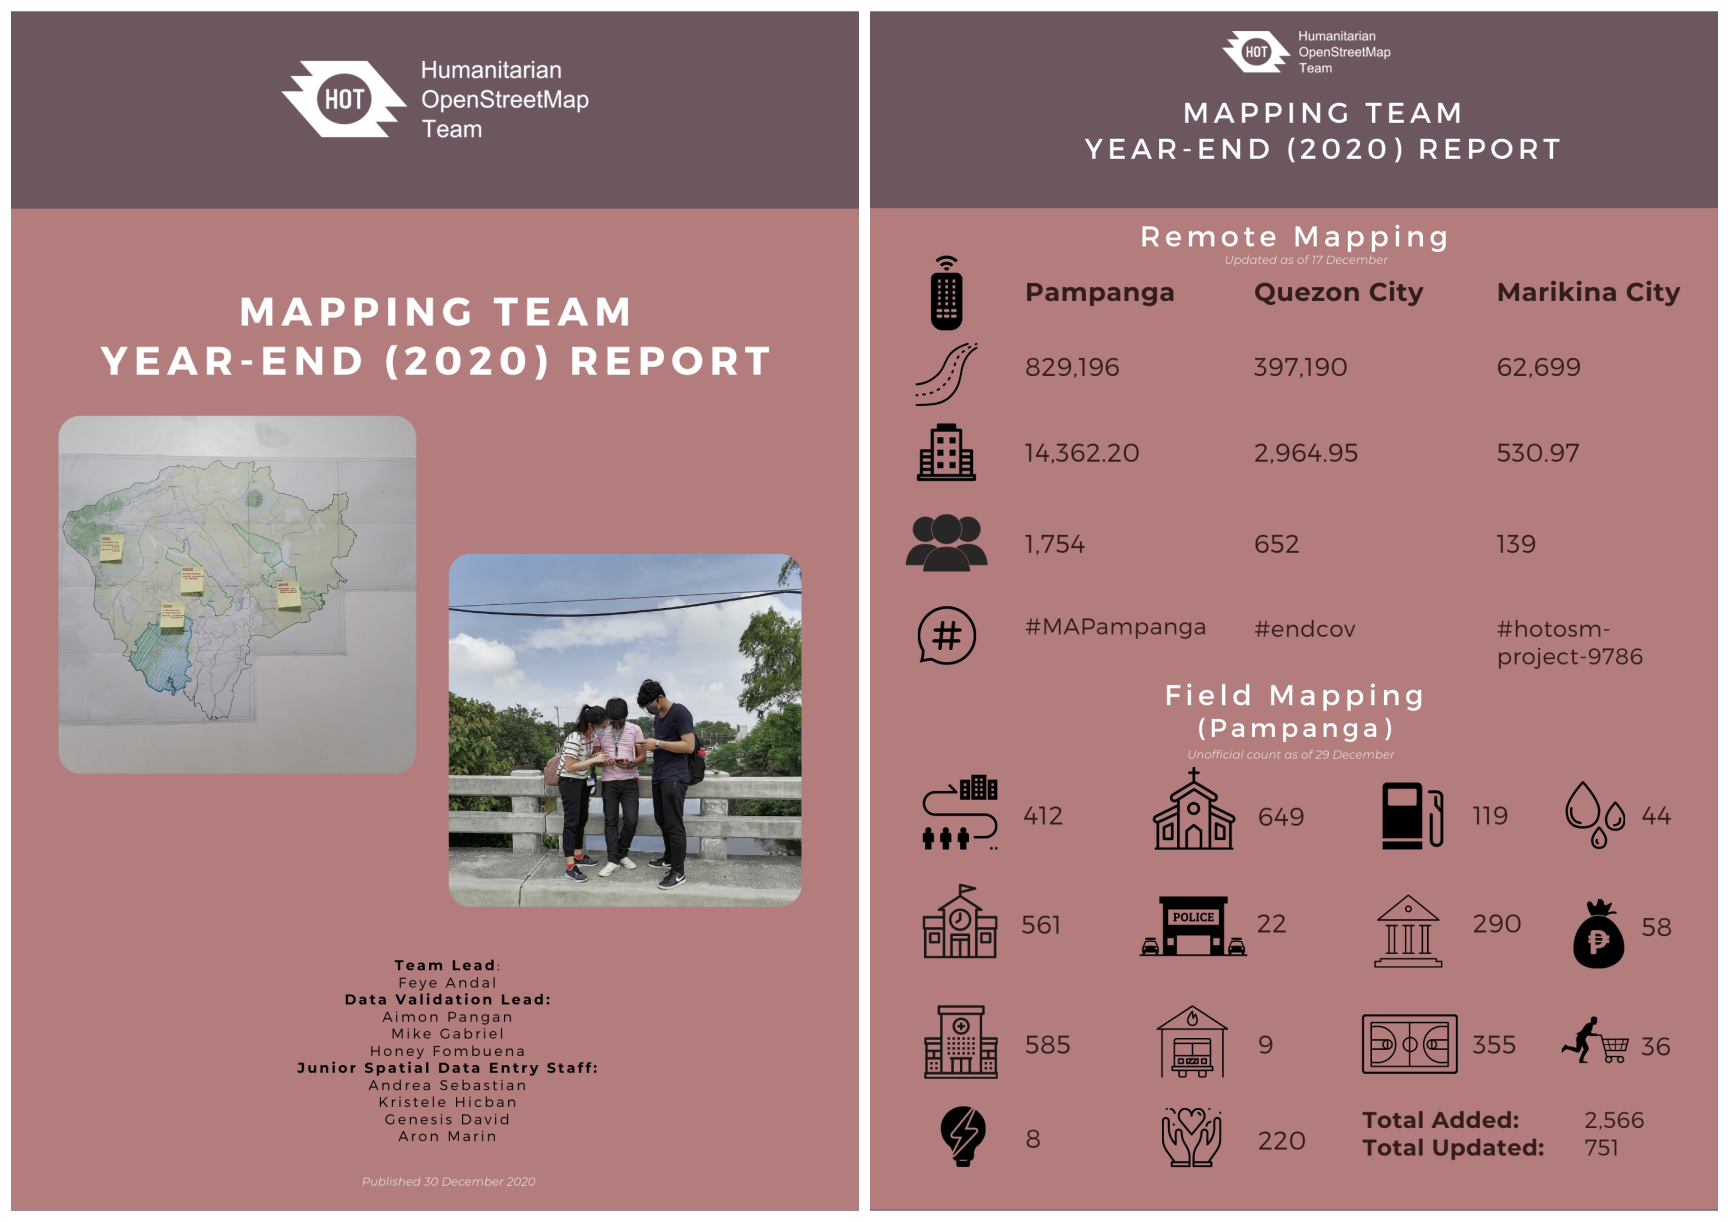 HOT
Humanitarian
OpenStreetMap
Team
MAPPING TEAM
YEAR-END (2020) REPORT
Team Lead:
Feye Andal
Data Validation Lead:
Aimon Pangan
Mike Gabriel
Honey Fombuena
Junior Spatial Data Entry Staff:
Andrea Sebastian
Kristele Hicban
Genesis David
Aron Marin
Published 30 December 2020
HOT
Humanitarian
OpenStreetMap
Team
MAPPING TEAM
YEAR-END (2020) REPORT
Remote Mapping
Updated as of 17 December
Pampanga Quezon City Marikina City
829,196 397,190 62,699
14,362.20 2,964.95 530.97
1,754 652 139
# #MAPampanga #endcov #hotosm-
project-9786
Field Mapping
(Pampanga)
Unofficial count as of 29 December
412 649 119 44
561 POLICE 22 290 ₱ 58
585 9 355 36
8 220
Total Added: 2,566
Total Updated: 751